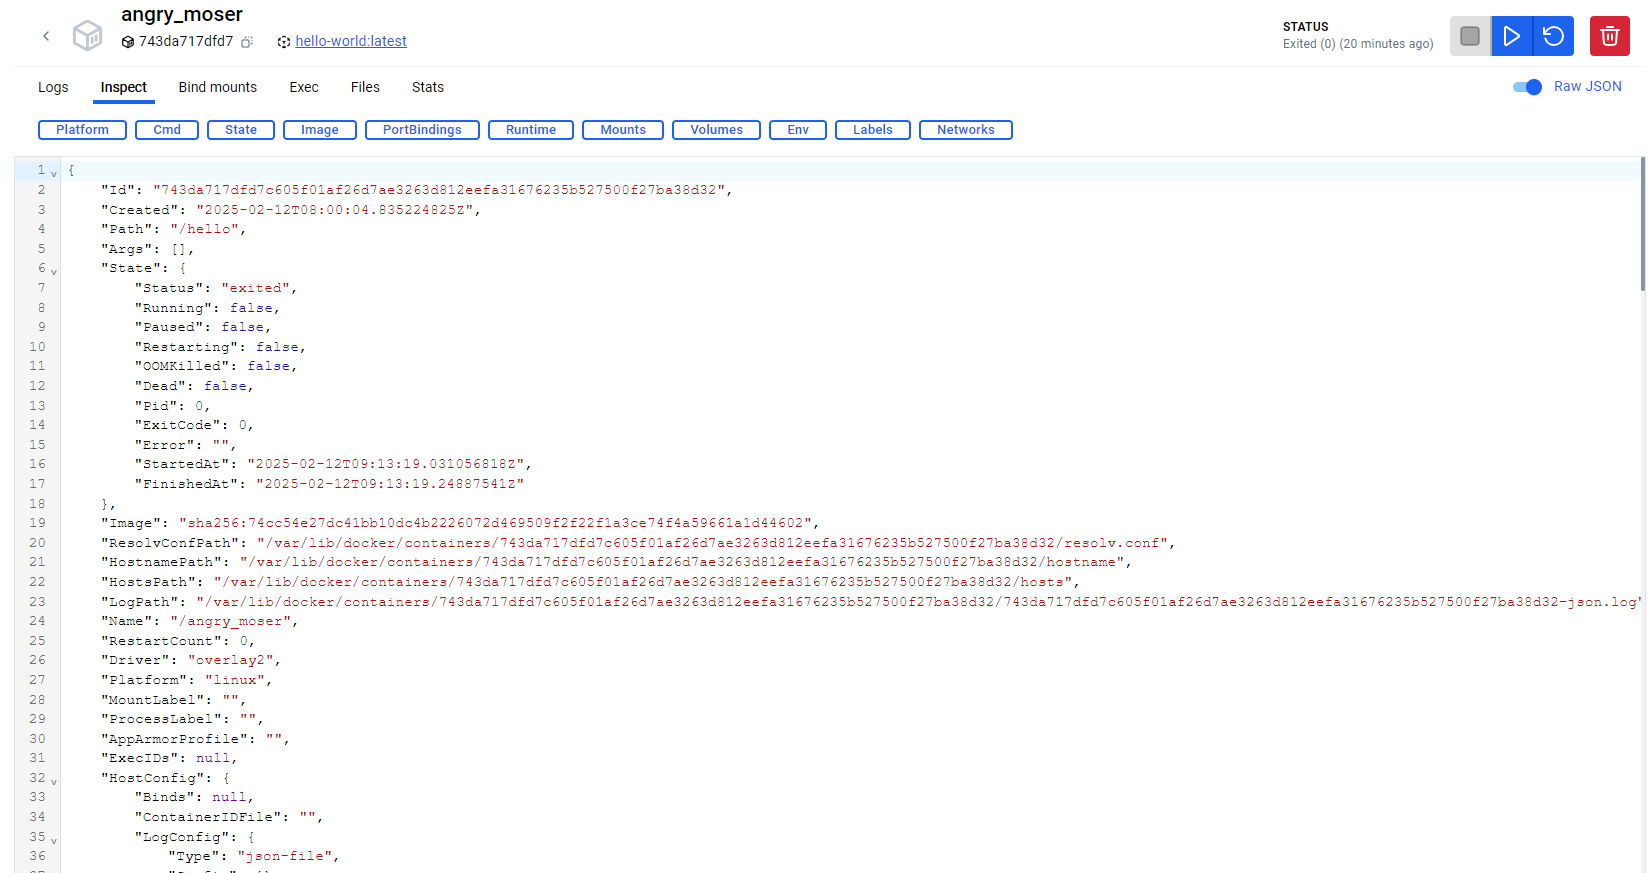 angry_moser
743da717dfd7 hello-world:latest
STATUS
Exited (0) (20 minutes ago)
Logs Inspect Bind mounts Exec Files Stats Raw JSON
Platform Cmd State Image PortBindings Runtime Mounts Volumes Env Labels Networks
1 {
2 "Id": "743da717dfd7c605f01af26d7ae3263d812eefa31676235b527500f27ba38d32",
3 "Created": "2025-02-12T08:00:04.835224825Z",
4 "Path": "/hello",
5 "Args": [],
6 "State": {
7 "Status": "exited",
8 "Running": false,
9 "Paused": false,
10 "Restarting": false,
11 "OOMKilled": false,
12 "Dead": false,
13 "Pid": 0,
14 "ExitCode": 0,
15 "Error": "",
16 "StartedAt": "2025-02-12T09:13:19.031056818Z",
17 "FinishedAt": "2025-02-12T09:13:19.24887541Z"
18 },
19 "Image": "sha256:74cc54e27dc41bb10dc4b2226072d469509f2f22f1a3ce74f4a59661a1d44602",
20 "ResolvConfPath": "/var/lib/docker/containers/743da717dfd7c605f01af26d7ae3263d812eefa31676235b527500f27ba38d32/resolv.conf",
21 "HostnamePath": "/var/lib/docker/containers/743da717dfd7c605f01af26d7ae3263d812eefa31676235b527500f27ba38d32/hostname",
22 "HostsPath": "/var/lib/docker/containers/743da717dfd7c605f01af26d7ae3263d812eefa31676235b527500f27ba38d32/hosts",
23 "LogPath": "/var/lib/docker/containers/743da717dfd7c605f01af26d7ae3263d812eefa31676235b527500f27ba38d32/743da717dfd7c605f01af26d7ae3263d812eefa31676235b527500f27ba38d32-json.log"
24 "Name": "/angry_moser",
25 "RestartCount": 0,
26 "Driver": "overlay2",
27 "Platform": "linux",
28 "MountLabel": "",
29 "ProcessLabel": "",
30 "AppArmorProfile": "",
31 "ExecIDs": null,
32 "HostConfig": {
33 "Binds": null,
34 "ContainerIDFile": "",
35 "LogConfig": {
36 "Type": "json-file",